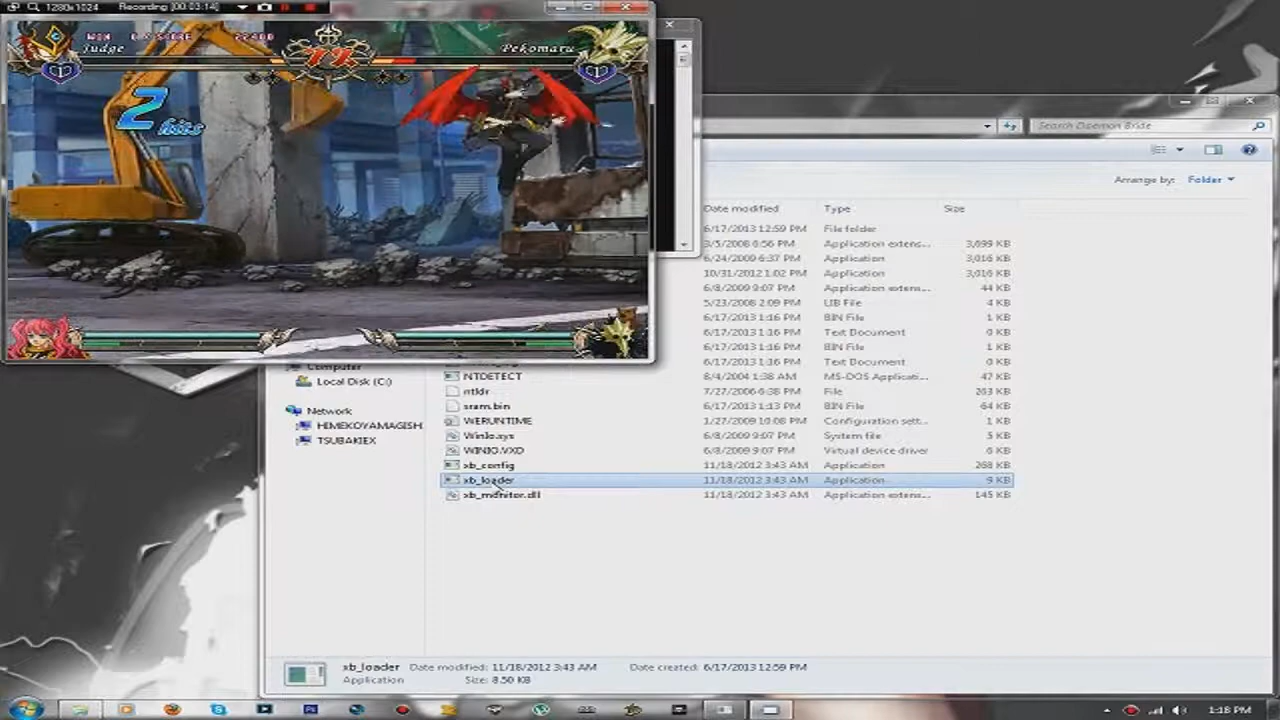 1280x1024 Recording [00:03:14]
WIN 0 / SCORE 22400
Judge 72 Pekomaru
2 hits
Search Daemon Bride
Arrange by: Folder
Date modified Type Size
6/17/2013 12:59 PM File folder
3/5/2008 6:56 PM Application extens... 3,699 KB
6/24/2009 6:37 PM Application 3,016 KB
10/31/2012 1:02 PM Application 3,016 KB
6/8/2009 9:07 PM Application extens... 44 KB
5/23/2008 2:09 PM LIB File 4 KB
6/17/2013 1:16 PM BIN File 1 KB
6/17/2013 1:16 PM Text Document 0 KB
6/17/2013 1:16 PM BIN File 1 KB
6/17/2013 1:16 PM Text Document 0 KB
NTDETECT 8/4/2004 1:38 AM MS-DOS Applicati... 47 KB
ntldr 7/27/2006 6:38 PM File 263 KB
sram.bin 6/17/2013 1:13 PM BIN File 64 KB
WERUNTIME 1/27/2009 10:08 PM Configuration sett... 1 KB
WinIo.sys 6/8/2009 9:07 PM System file 5 KB
WINIO.VXD 6/8/2009 9:07 PM Virtual device driver 6 KB
xb_config 11/18/2012 3:43 AM Application 268 KB
xb_loader 11/18/2012 3:43 AM Application 9 KB
xb_monitor.dll 11/18/2012 3:43 AM Application extens... 145 KB
Computer
Local Disk (C:)
Network
HIMEKOYAMAGISH
TSUBAKIEX
xb_loader Date modified: 11/18/2012 3:43 AM Date created: 6/17/2013 12:59 PM
Application Size: 8.50 KB
1:18 PM